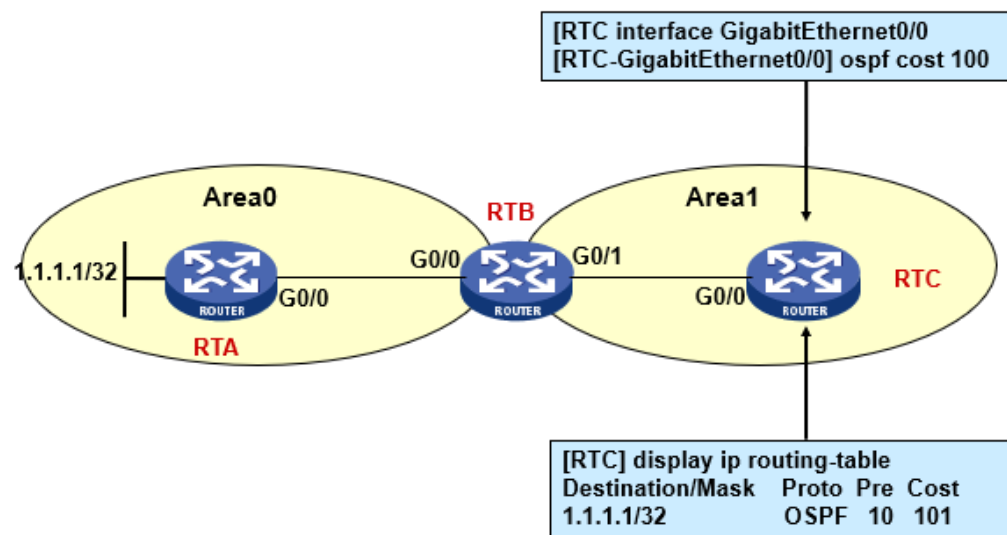 [RTC interface GigabitEthernet0/0
[RTC-GigabitEthernet0/0] ospf cost 100
Area0
Area1
RTB
1.1.1.1/32
G0/0
G0/0
G0/1
G0/0
RTC
ROUTER
ROUTER
ROUTER
RTA
[RTC] display ip routing-table
Destination/Mask Proto Pre Cost
1.1.1.1/32 OSPF 10 101